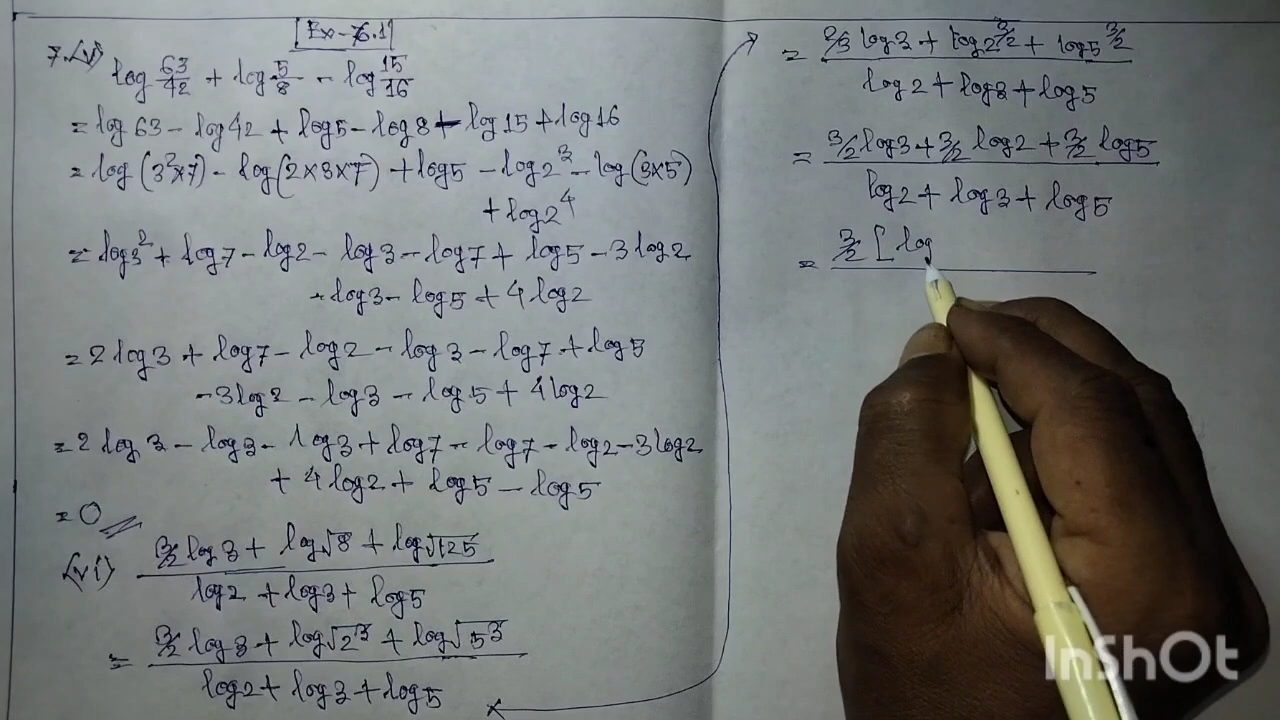 [Ex-7.1]
7.(v) log 63/42 + log 5/8 - log 15/16
= log 63 - log 42 + log 5 - log 8 - log 15 + log 16
= log (3²×7) - log (2×3×7) + log 5 - log 2³ - log (3×5)
+ log 2⁴
= log 3² + log 7 - log 2 - log 3 - log 7 + log 5 - 3 log 2
- log 3 - log 5 + 4 log 2
= 2 log 3 + log 7 - log 2 - log 3 - log 7 + log 5
- 3 log 2 - log 3 - log 5 + 4 log 2
= 2 log 3 - log 3 - log 3 + log 7 - log 7 - log 2 - 3 log 2
+ 4 log 2 + log 5 - log 5
= 0
(vi) 3/2 log 3 + log √8 + log √125
log 2 + log 3 + log 5
= 3/2 log 3 + log √2³ + log √5³
log 2 + log 3 + log 5
= 3/2 log 3 + log 2^3/2 + log 5^3/2
log 2 + log 3 + log 5
= 3/2 log 3 + 3/2 log 2 + 3/2 log 5
log 2 + log 3 + log 5
= 3/2 [ log
InShOt